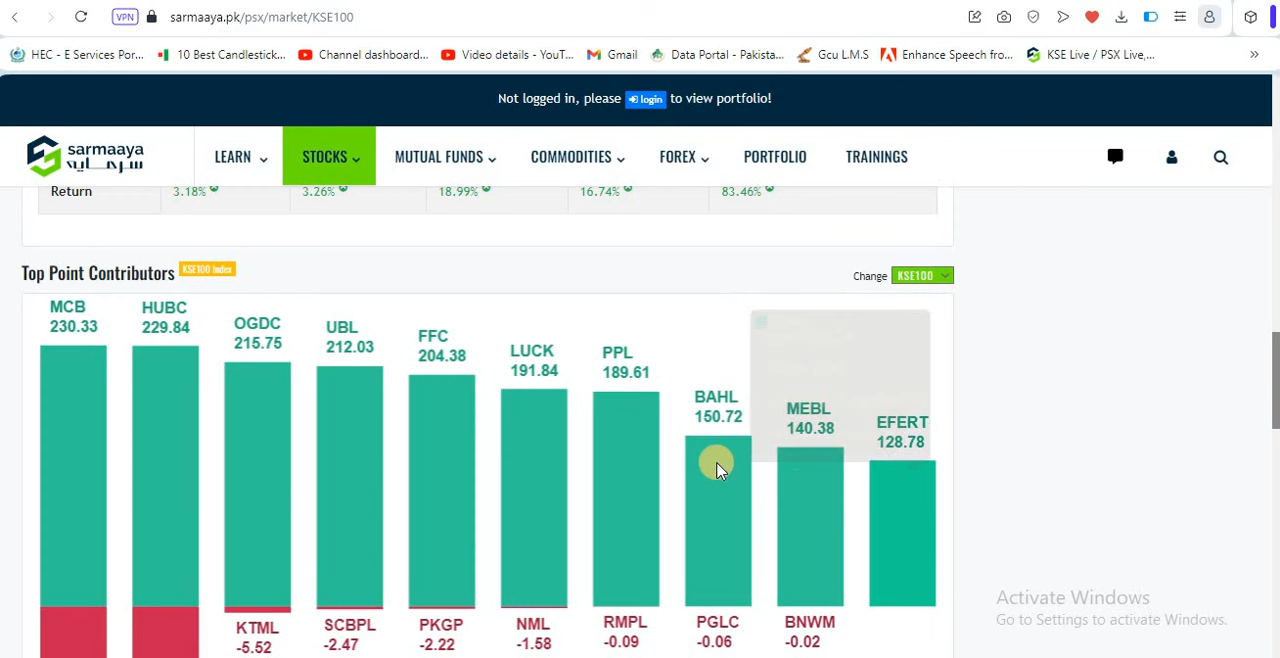 VPN
sarmaaya.pk/psx/market/KSE100
HEC - E Services Por...
10 Best Candlestick...
Channel dashboard...
Video details - YouT...
Gmail
Data Portal - Pakista...
Gcu L.M.S
Enhance Speech fro...
KSE Live / PSX Live,...
»
Not logged in, please login to view portfolio!
sarmaaya
سرمایه
LEARN
STOCKS
MUTUAL FUNDS
COMMODITIES
FOREX
PORTFOLIO
TRAININGS
Return
3.18%
3.26%
18.99%
16.74%
83.46%
Top Point Contributors KSE100 Index
Change KSE100
MCB
230.33
HUBC
229.84
OGDC
215.75
UBL
212.03
FFC
204.38
LUCK
191.84
PPL
189.61
BAHL
150.72
MEBL
140.38
EFERT
128.78
KTML
-5.52
SCBPL
-2.47
PKGP
-2.22
NML
-1.58
RMPL
-0.09
PGLC
-0.06
BNWM
-0.02
Activate Windows
Go to Settings to activate Windows.